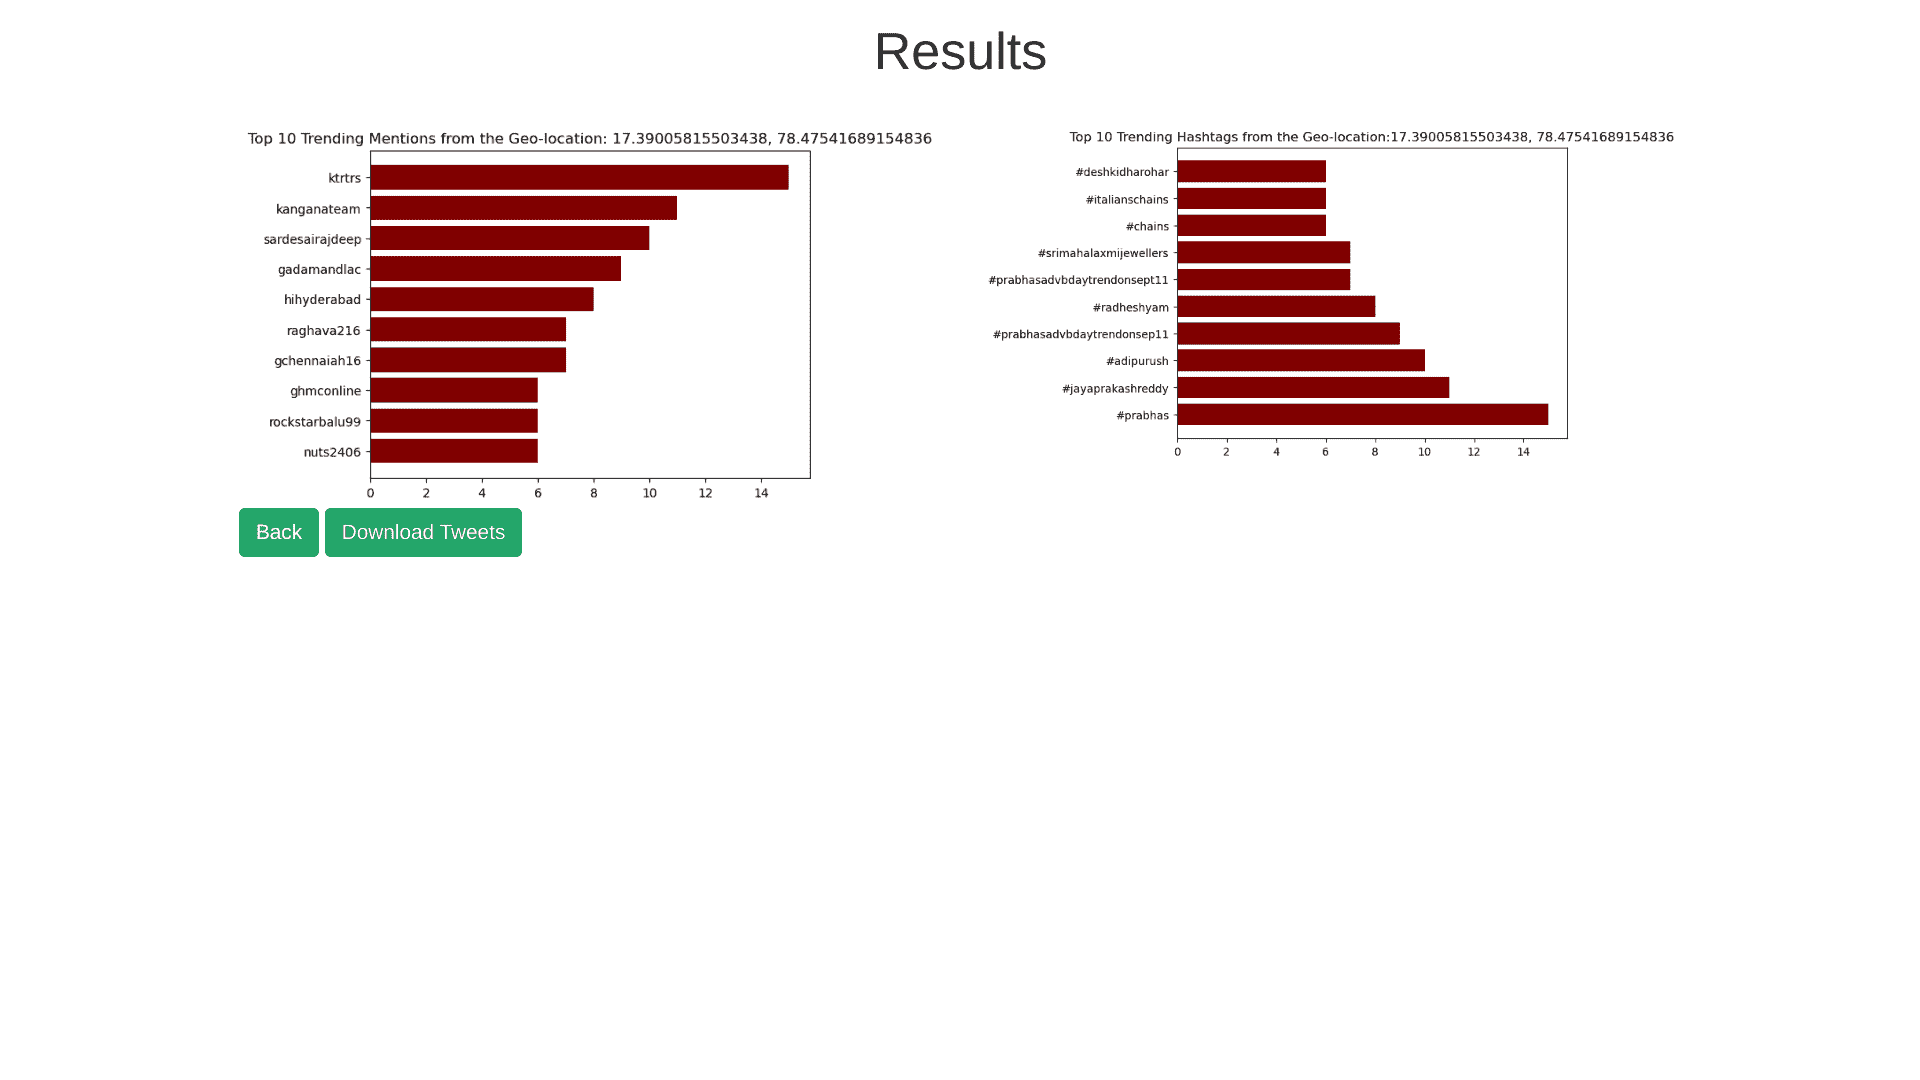 Results
Top 10 Trending Mentions from the Geo-location: 17.39005815503438, 78.47541689154836
ktrtrs
kanganateam
sardesairajdeep
gadamandlac
hihyderabad
raghava216
gchennaiah16
ghmconline
rockstarbalu99
nuts2406
0 2 4 6 8 10 12 14
Top 10 Trending Hashtags from the Geo-location:17.39005815503438, 78.47541689154836
#deshkidharohar
#italianschains
#chains
#srimahalaxmijewellers
#prabhasadvbdaytrendonsept11
#radheshyam
#prabhasadvbdaytrendonsep11
#adipurush
#jayaprakashreddy
#prabhas
0 2 4 6 8 10 12 14
Back Download Tweets